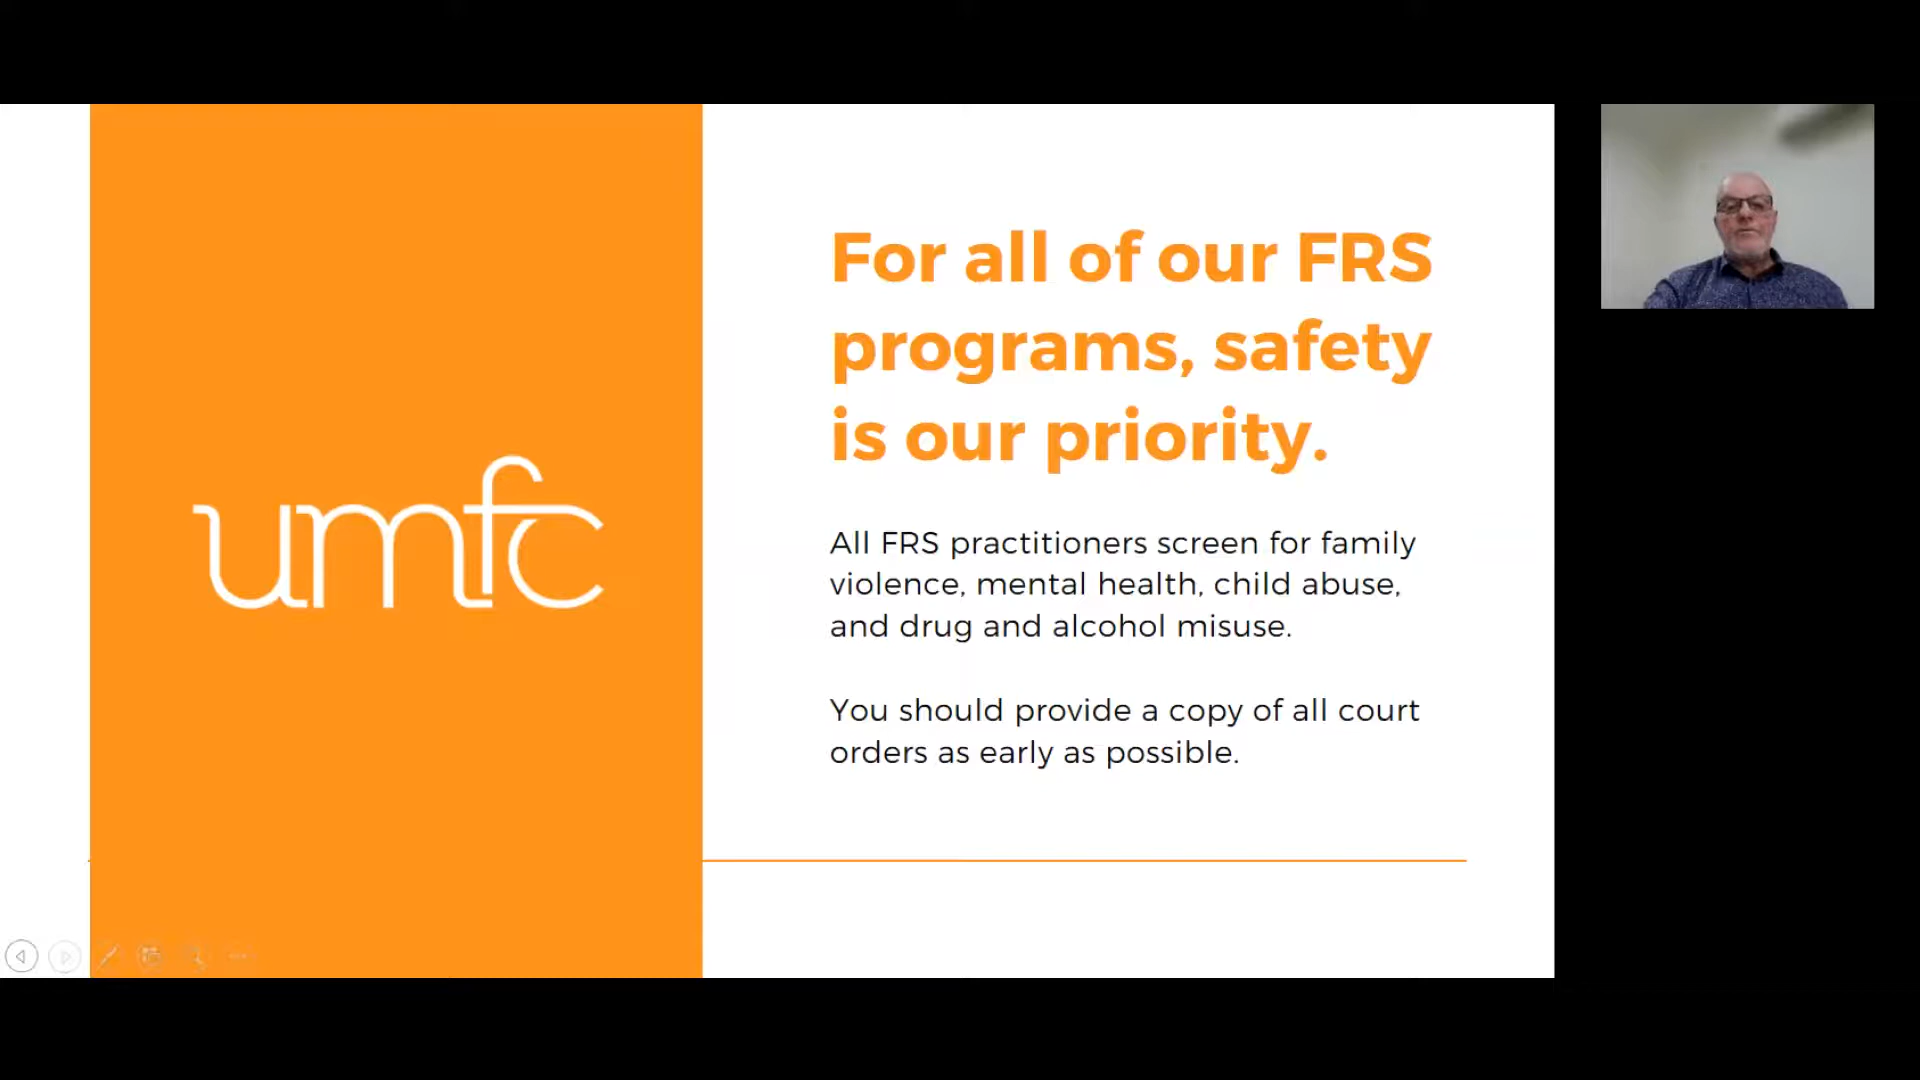 umfc
For all of our FRS
programs, safety
is our priority.
All FRS practitioners screen for family
violence, mental health, child abuse,
and drug and alcohol misuse.
You should provide a copy of all court
orders as early as possible.